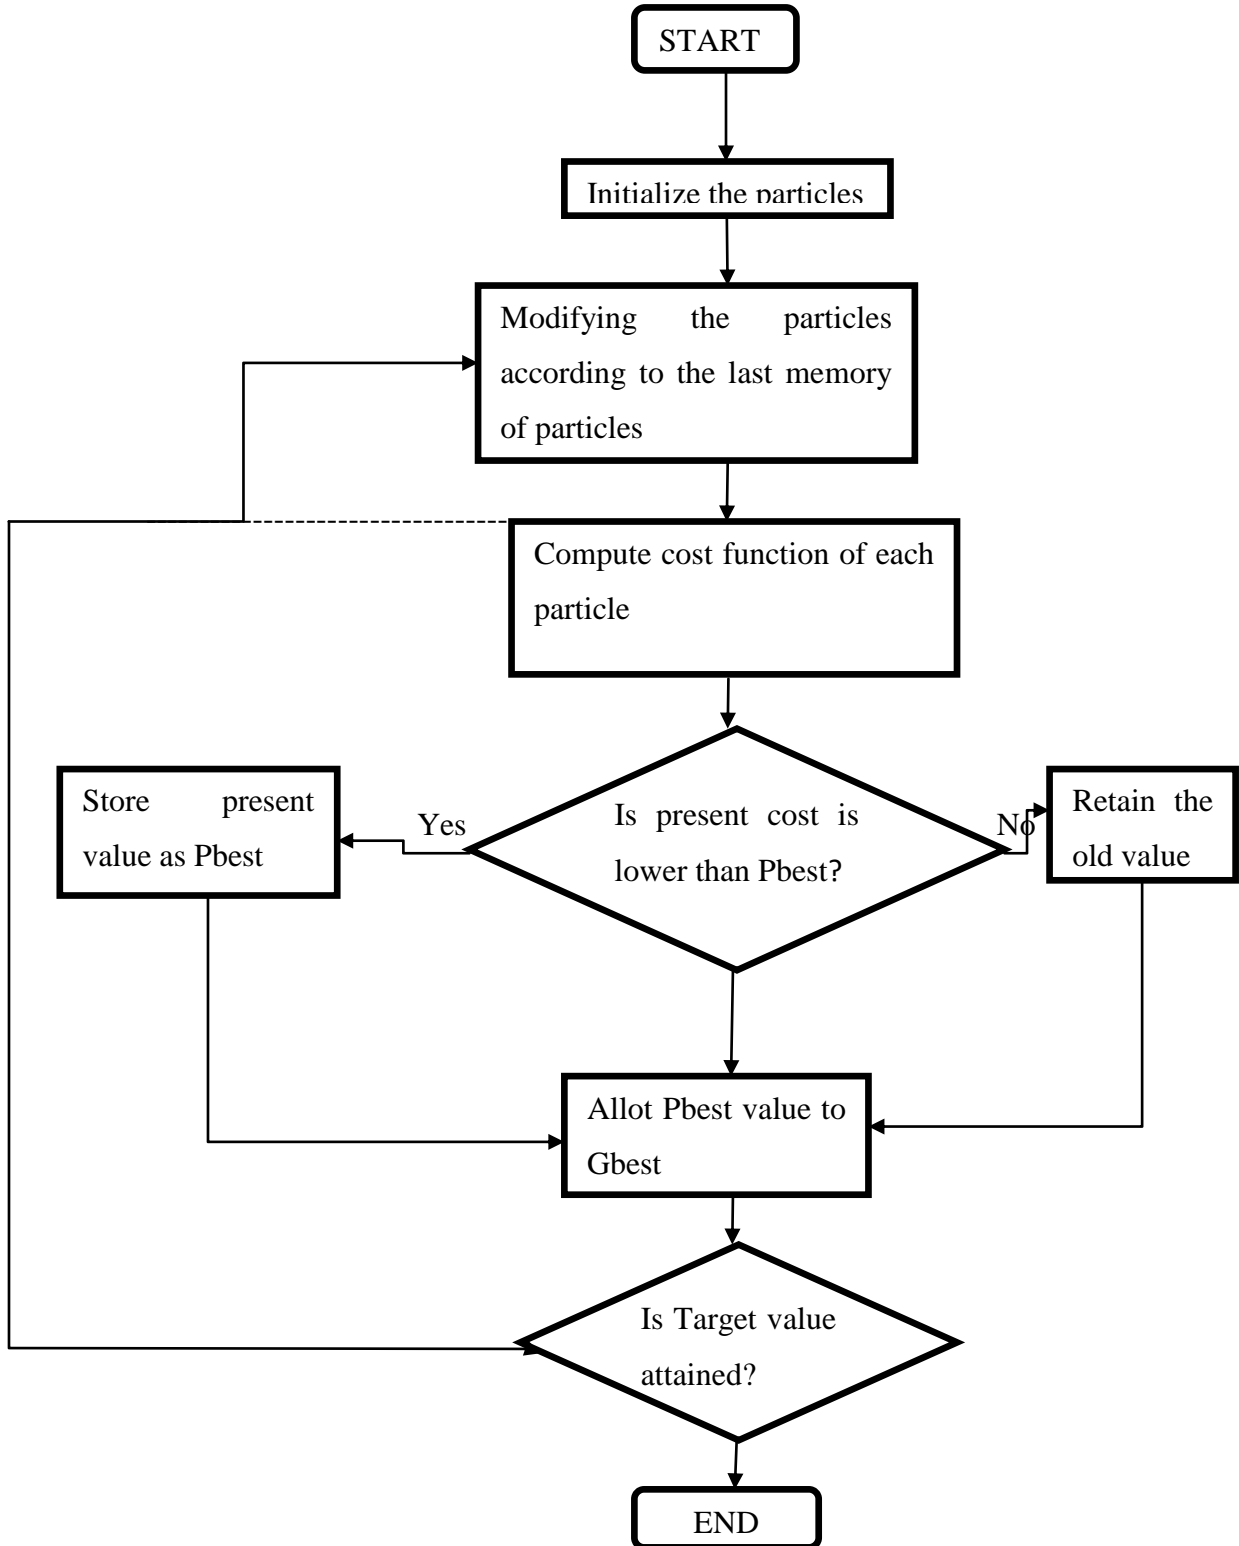 START
Initialize the particles
Modifying the particles
according to the last memory
of particles
Compute cost function of each
particle
Store present
value as Pbest
Yes
Is present cost is
lower than Pbest?
No
Retain the
old value
Allot Pbest value to
Gbest
Is Target value
attained?
END